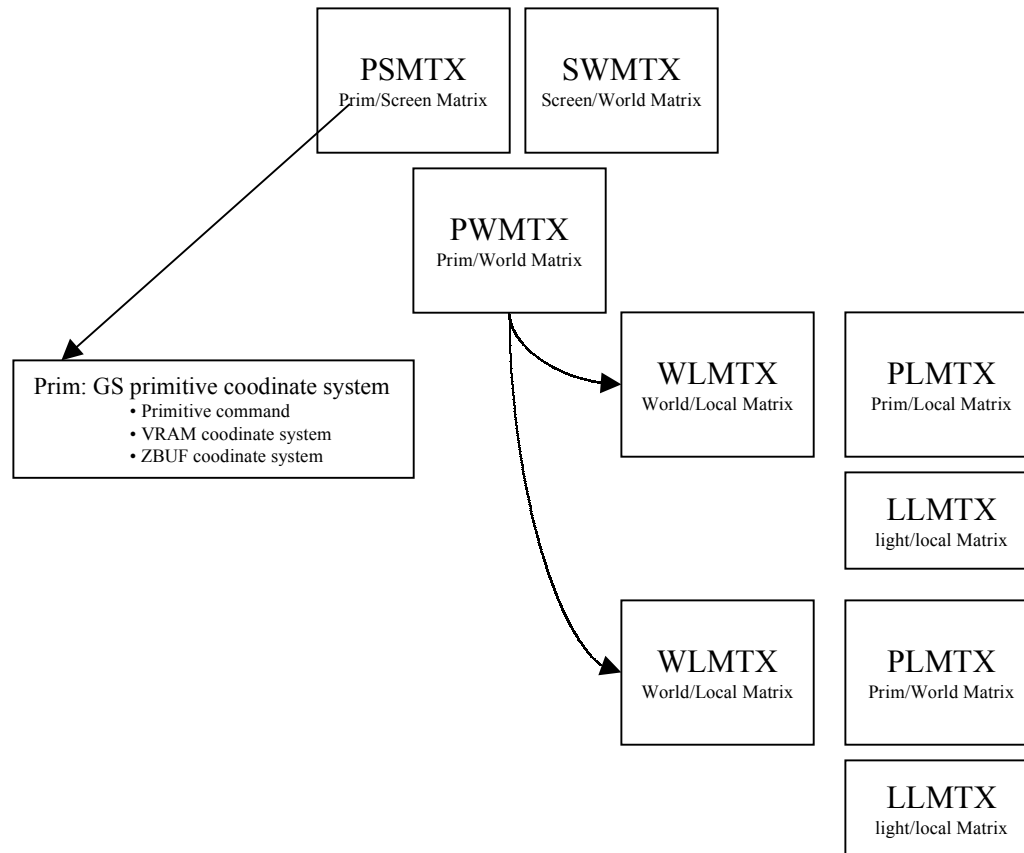 PSMTX
Prim/Screen Matrix
SWMTX
Screen/World Matrix
PWMTX
Prim/World Matrix
Prim: GS primitive coodinate system
• Primitive command
• VRAM coodinate system
• ZBUF coodinate system
WLMTX
World/Local Matrix
PLMTX
Prim/Local Matrix
LLMTX
light/local Matrix
WLMTX
World/Local Matrix
PLMTX
Prim/World Matrix
LLMTX
light/local Matrix